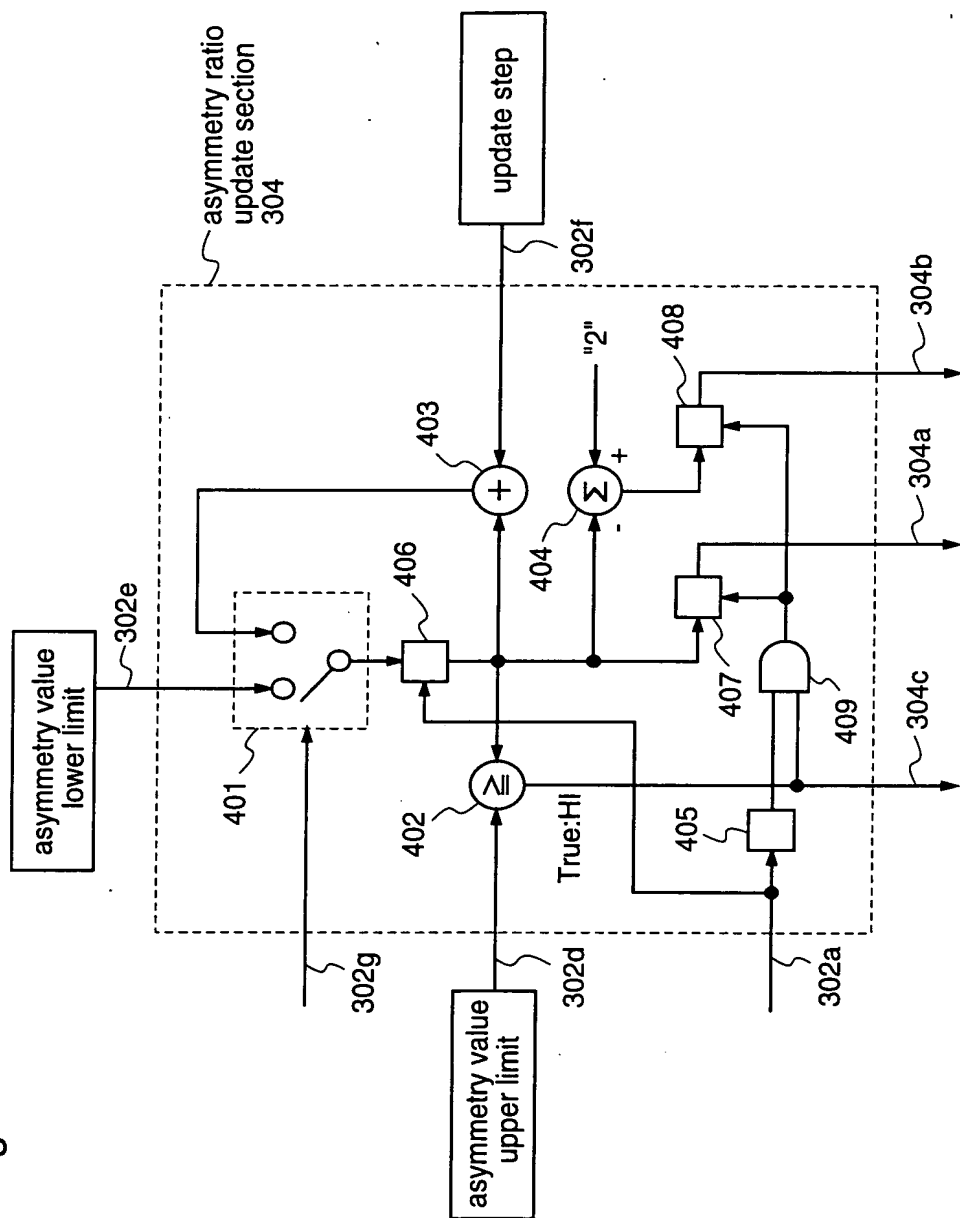 asymmetry ratio
update section
304
asymmetry value
lower limit
302e
update step
302f
401
406
403
+
"2"
404
Σ
+
-
408
304b
302g
402
≧
True:HI
407
304a
asymmetry value
upper limit
302d
405
409
304c
302a